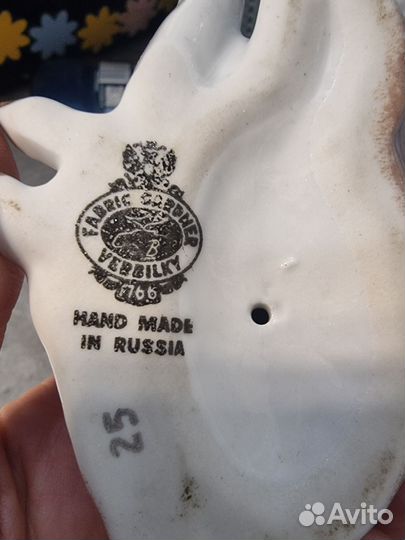 FABRIC GARDNER
B
VERBILKY
1766
HAND MADE
IN RUSSIA
25
Avito